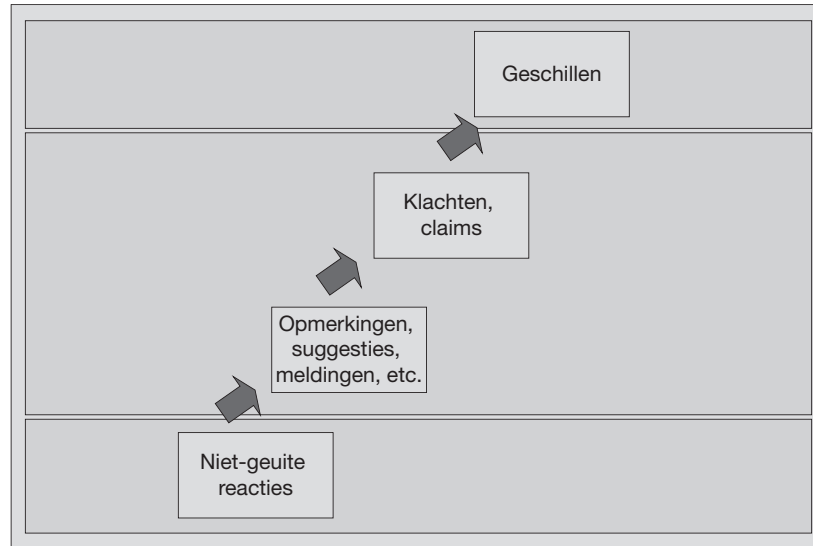 Geschillen
Klachten,
claims
Opmerkingen,
suggesties,
meldingen, etc.
Niet-geuite
reacties